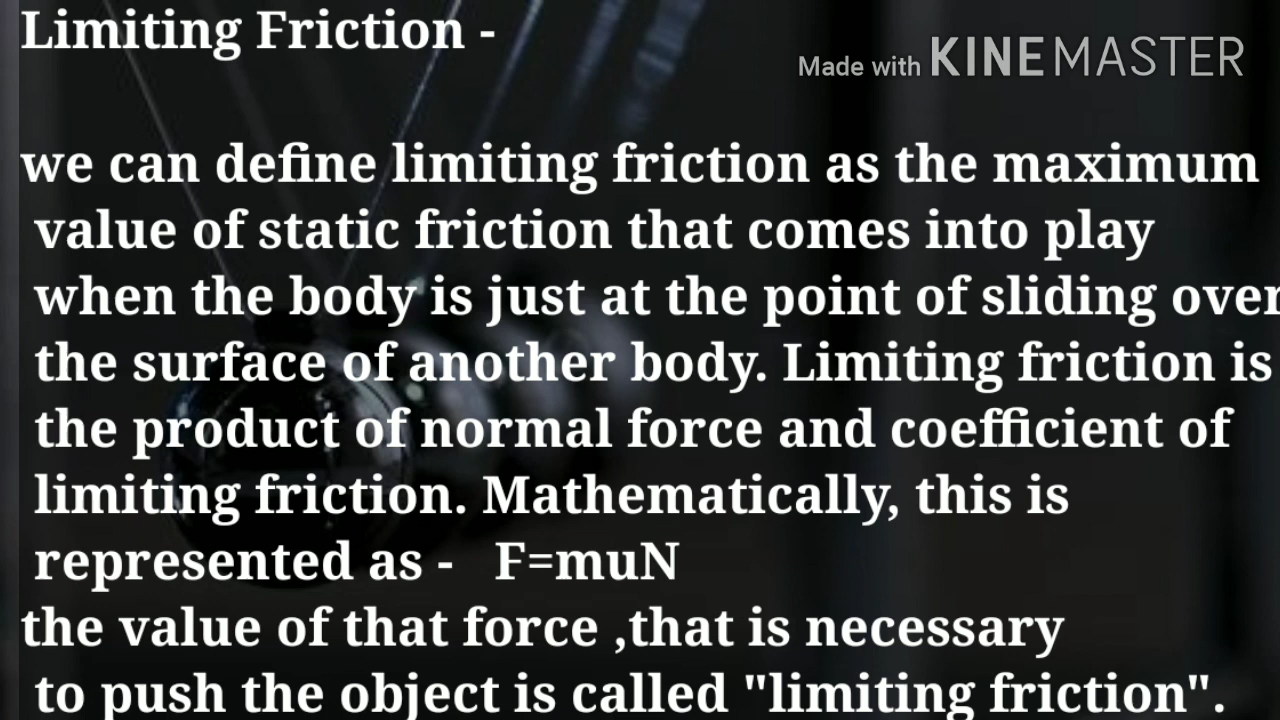 Limiting Friction -
Made with KINEMASTER
we can define limiting friction as the maximum
value of static friction that comes into play
when the body is just at the point of sliding over
the surface of another body. Limiting friction is
the product of normal force and coefficient of
limiting friction. Mathematically, this is
represented as - F=muN
the value of that force ,that is necessary
to push the object is called "limiting friction".